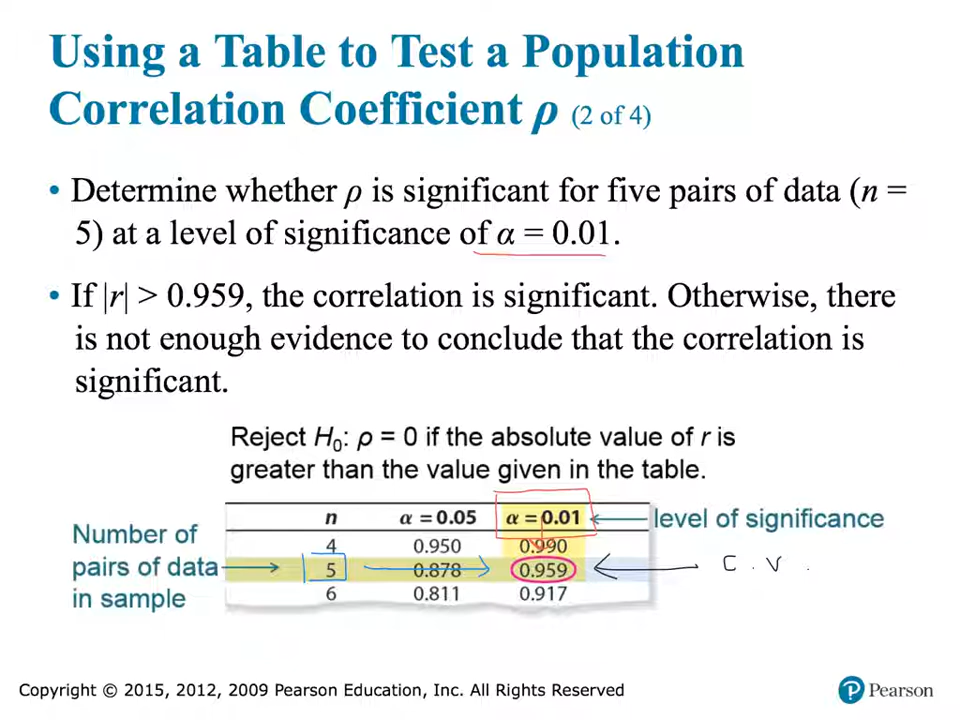 Using a Table to Test a Population
Correlation Coefficient ρ (2 of 4)
• Determine whether ρ is significant for five pairs of data (n =
5) at a level of significance of α = 0.01.
• If |r| > 0.959, the correlation is significant. Otherwise, there
is not enough evidence to conclude that the correlation is
significant.
Reject H₀: ρ = 0 if the absolute value of r is
greater than the value given in the table.
n α = 0.05 α = 0.01
level of significance
4 0.950 0.990
Number of
pairs of data
in sample
5 0.878 0.959
C.V.
6 0.811 0.917
Copyright © 2015, 2012, 2009 Pearson Education, Inc. All Rights Reserved
P Pearson